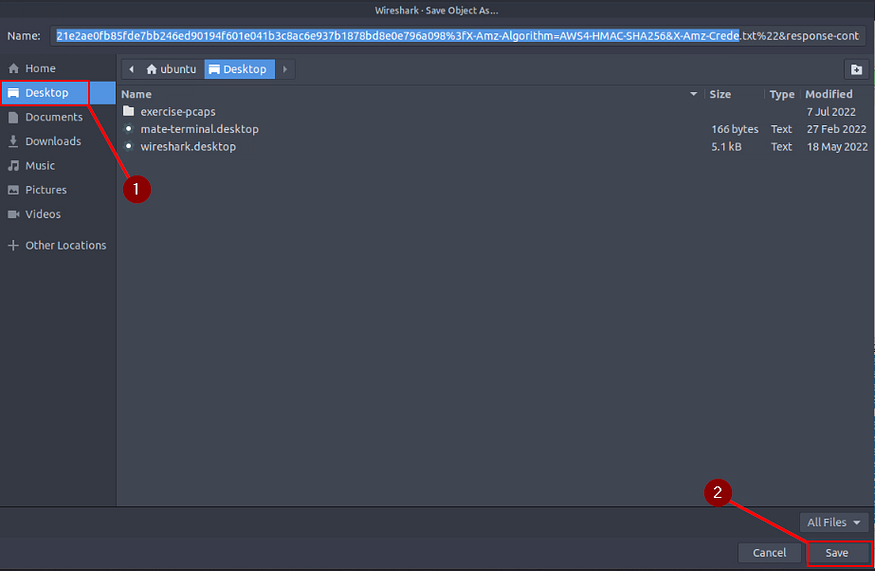 Wireshark · Save Object As...
Name: 21e2ae0fb85fde7bb246ed90194f601e041b3c8ac6e937b1878bd8e0e796a098%3fX-Amz-Algorithm=AWS4-HMAC-SHA256&X-Amz-Crede.txt%22&response-cont
Home ubuntu Desktop
Desktop Name Size Type Modified
Documents exercise-pcaps 7 Jul 2022
Downloads mate-terminal.desktop 166 bytes Text 27 Feb 2022
Music wireshark.desktop 5.1 kB Text 18 May 2022
Pictures 1
Videos
Other Locations
2
All Files
Cancel Save